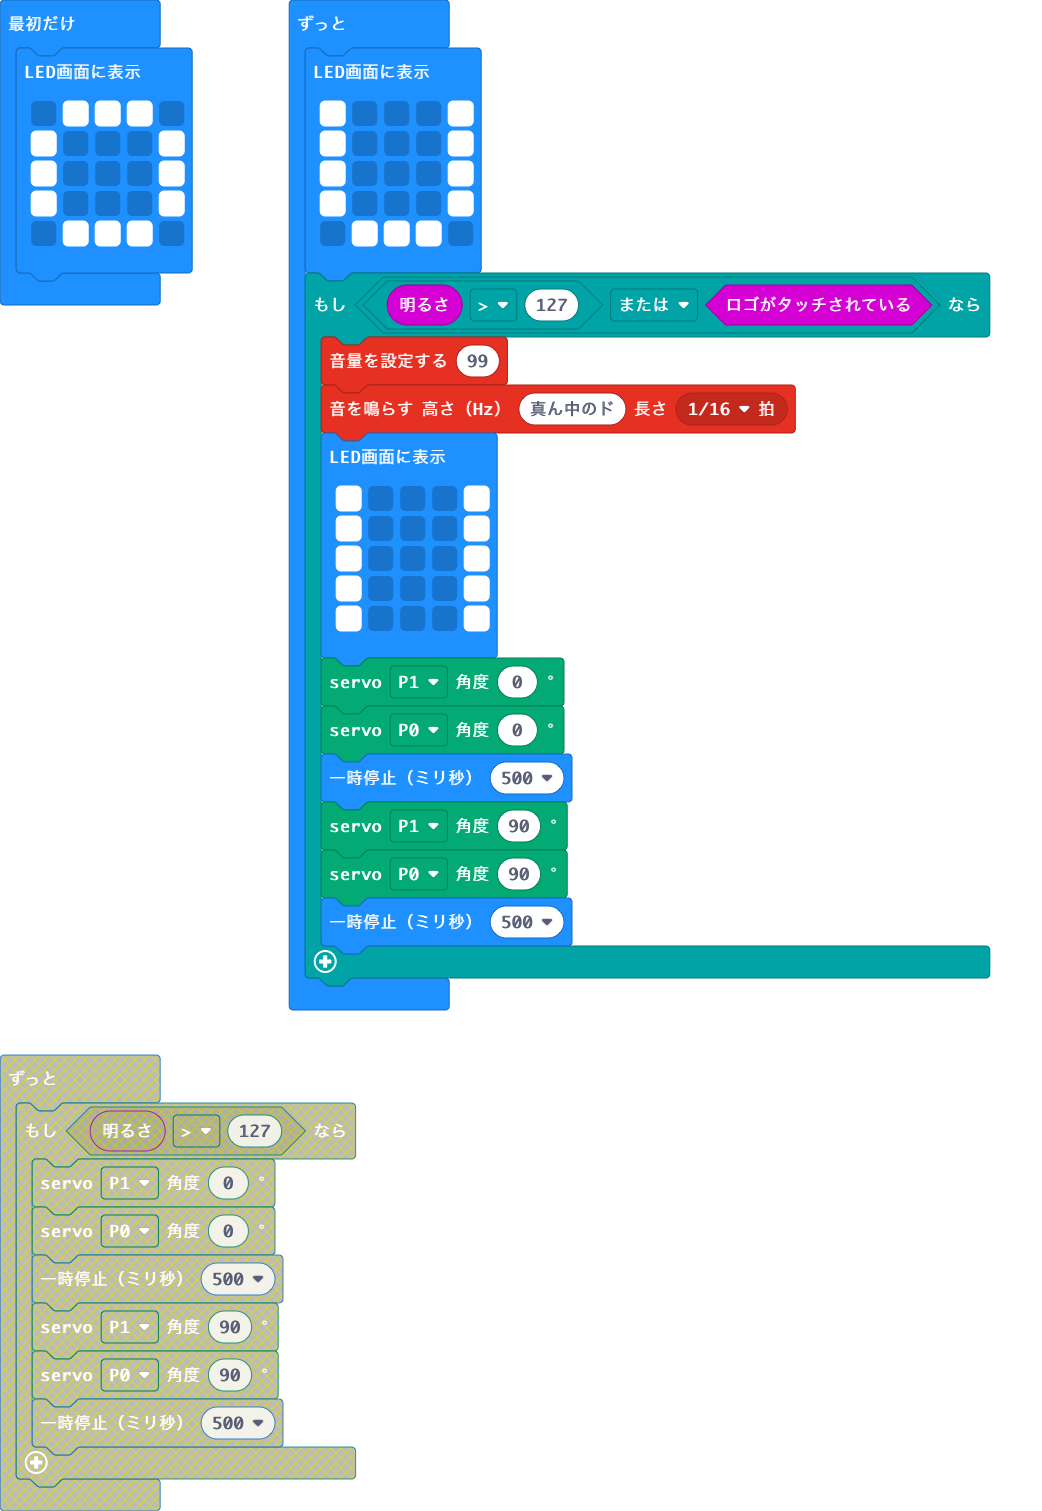 最初だけ
LED画面に表示
ずっと
LED画面に表示
もし 明るさ > 127 または ロゴがタッチされている なら
音量を設定する 99
音を鳴らす 高さ（Hz） 真ん中のド 長さ 1/16 拍
LED画面に表示
servo P1 角度 0 °
servo P0 角度 0 °
一時停止（ミリ秒） 500
servo P1 角度 90 °
servo P0 角度 90 °
一時停止（ミリ秒） 500
ずっと
もし 明るさ > 127 なら
servo P1 角度 0 °
servo P0 角度 0 °
一時停止（ミリ秒） 500
servo P1 角度 90 °
servo P0 角度 90 °
一時停止（ミリ秒） 500